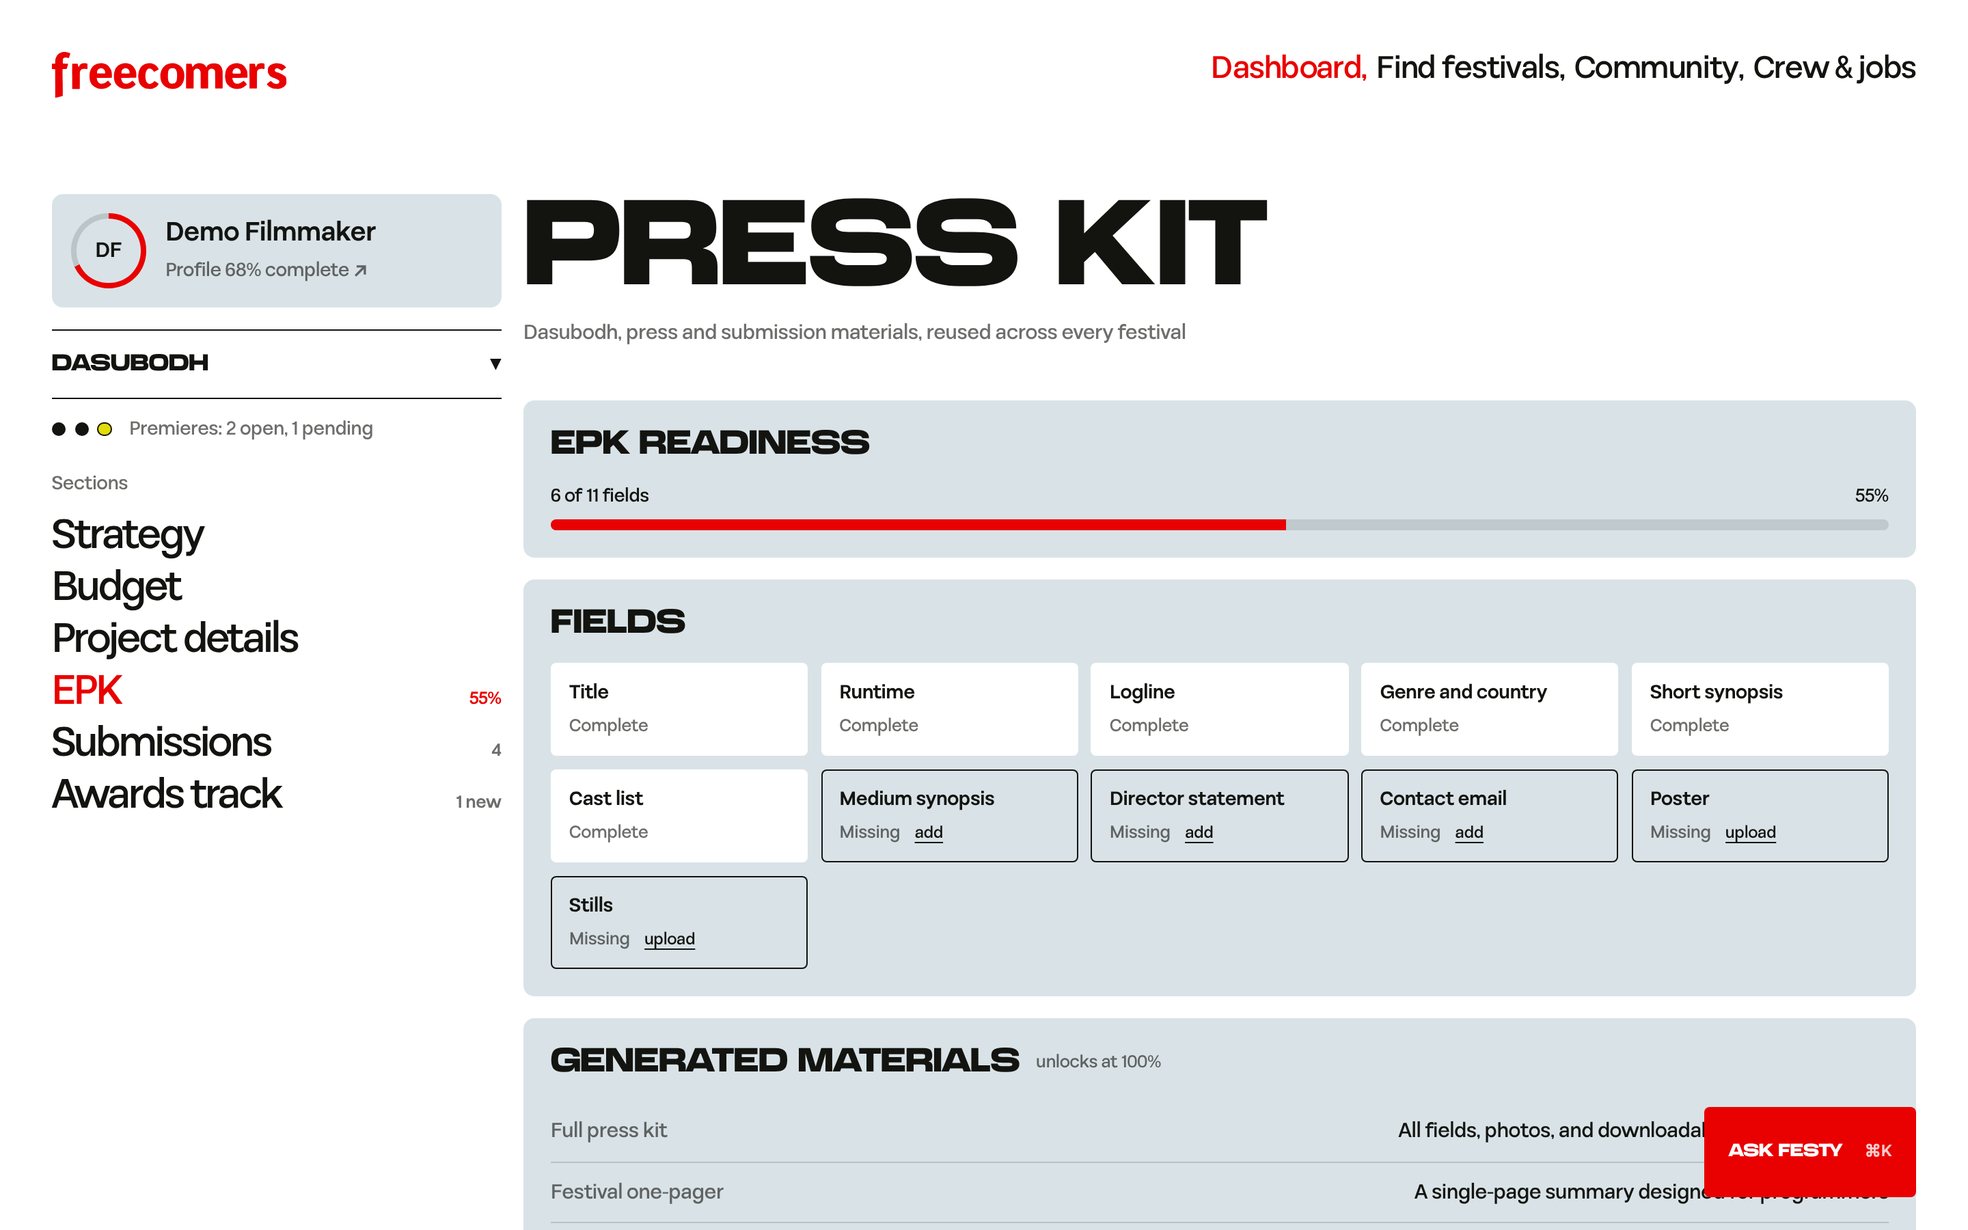 freecomers
Dashboard, Find festivals, Community, Crew & jobs
DF
Demo Filmmaker
Profile 68% complete ↗
DASUBODH ▼
Premieres: 2 open, 1 pending
Sections
Strategy
Budget
Project details
EPK 55%
Submissions 4
Awards track 1 new
PRESS KIT
Dasubodh, press and submission materials, reused across every festival
EPK READINESS
6 of 11 fields 55%
FIELDS
Title
Complete
Runtime
Complete
Logline
Complete
Genre and country
Complete
Short synopsis
Complete
Cast list
Complete
Medium synopsis
Missing add
Director statement
Missing add
Contact email
Missing add
Poster
Missing upload
Stills
Missing upload
GENERATED MATERIALS unlocks at 100%
Full press kit All fields, photos, and
Festival one-pager A single-page summary
ASK FESTY ⌘K